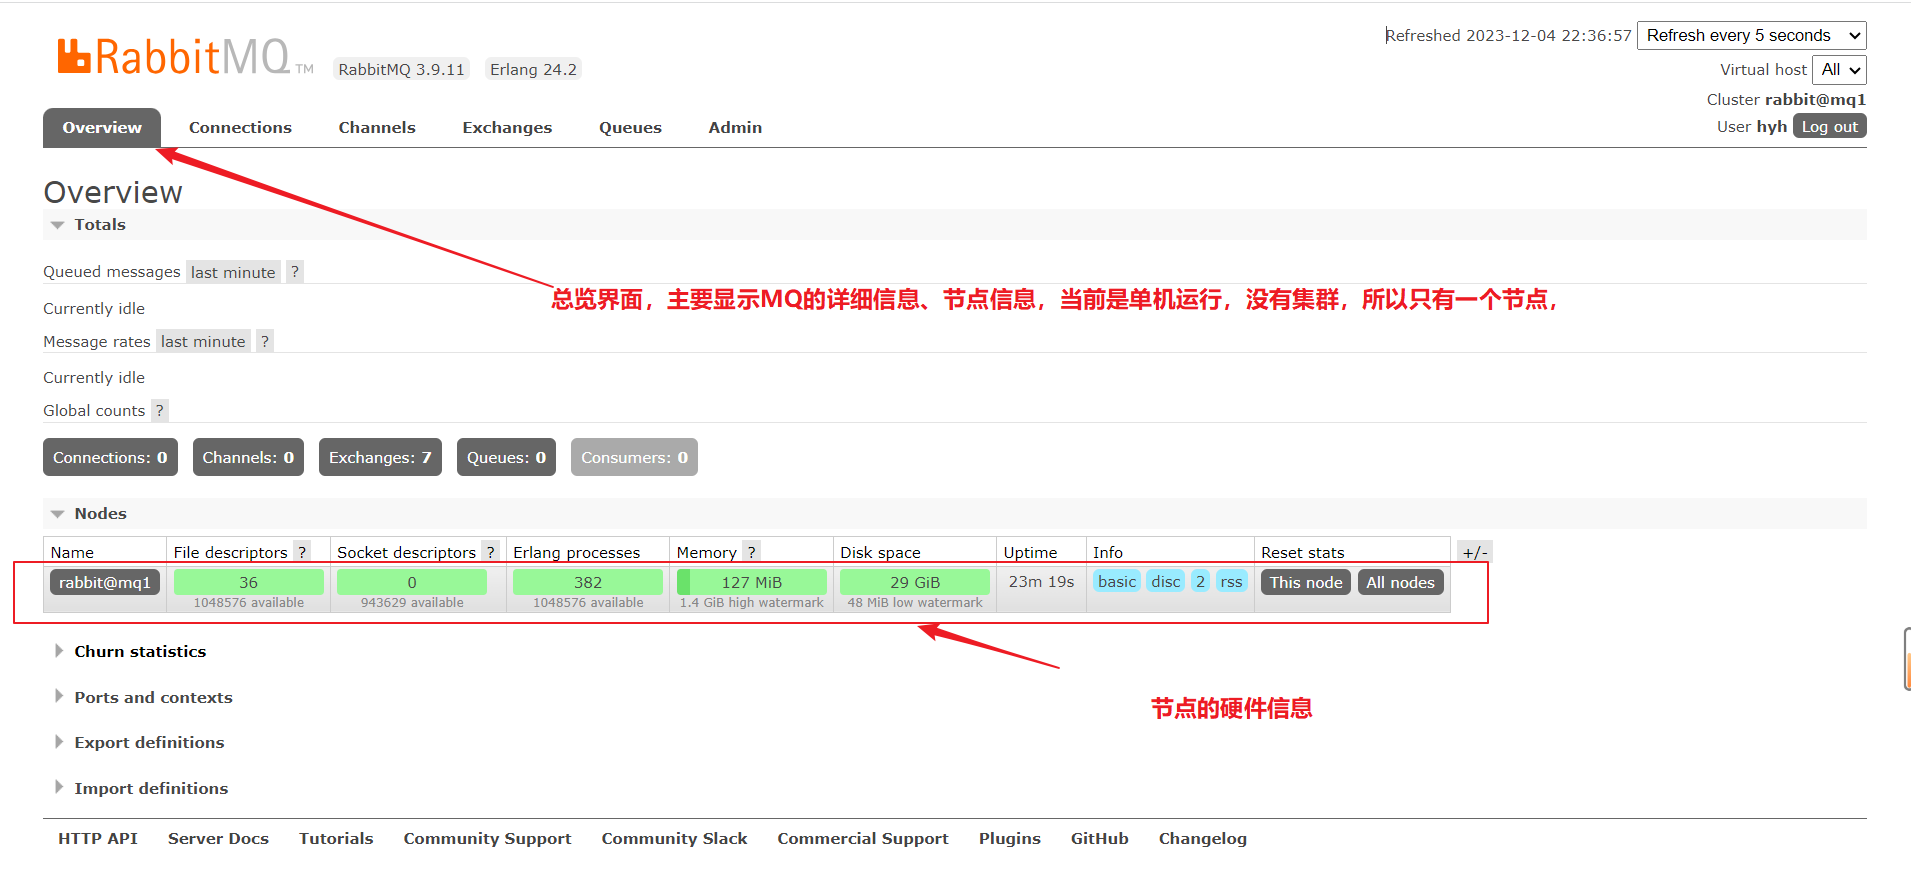 Refreshed 2023-12-04 22:36:57 Refresh every 5 seconds
RabbitMQ TM RabbitMQ 3.9.11 Erlang 24.2
Virtual host All
Cluster rabbit@mq1
User hyh Log out
Overview Connections Channels Exchanges Queues Admin
Overview
Totals
Queued messages last minute ?
总览界面，主要显示MQ的详细信息、节点信息，当前是单机运行，没有集群，所以只有一个节点，
Currently idle
Message rates last minute ?
Currently idle
Global counts ?
Connections: 0 Channels: 0 Exchanges: 7 Queues: 0 Consumers: 0
Nodes
Name File descriptors ? Socket descriptors ? Erlang processes Memory ? Disk space Uptime Info Reset stats +/-
rabbit@mq1 36 0 382 127 MiB 29 GiB 23m 19s basic disc 2 rss This node All nodes
1048576 available 943629 available 1048576 available 1.4 GiB high watermark 48 MiB low watermark
Churn statistics
Ports and contexts
节点的硬件信息
Export definitions
Import definitions
HTTP API Server Docs Tutorials Community Support Community Slack Commercial Support Plugins GitHub Changelog